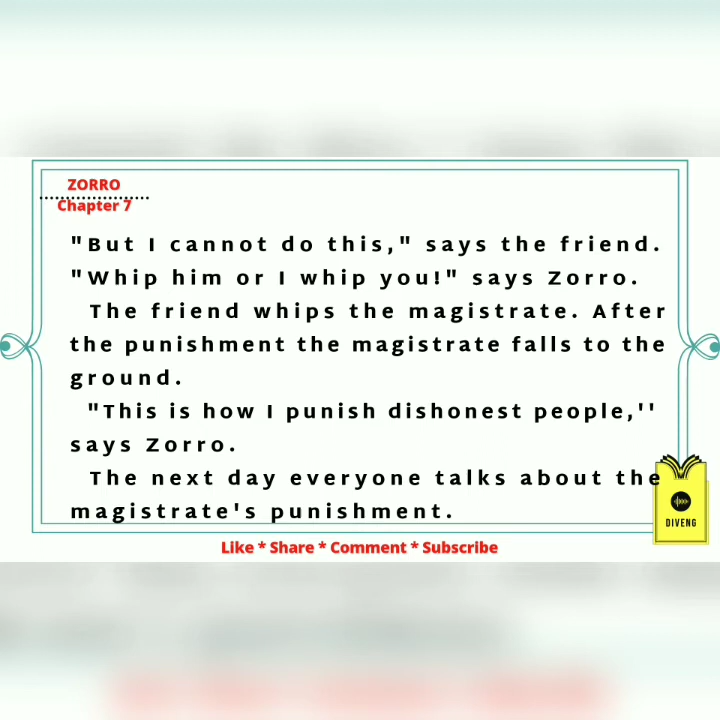 ZORRO
Chapter 7
"But I cannot do this," says the friend.
"Whip him or I whip you!" says Zorro.
The friend whips the magistrate. After
the punishment the magistrate falls to the
ground.
"This is how I punish dishonest people,''
says Zorro.
The next day everyone talks about the
magistrate's punishment.
DIVENG
Like * Share * Comment * Subscribe